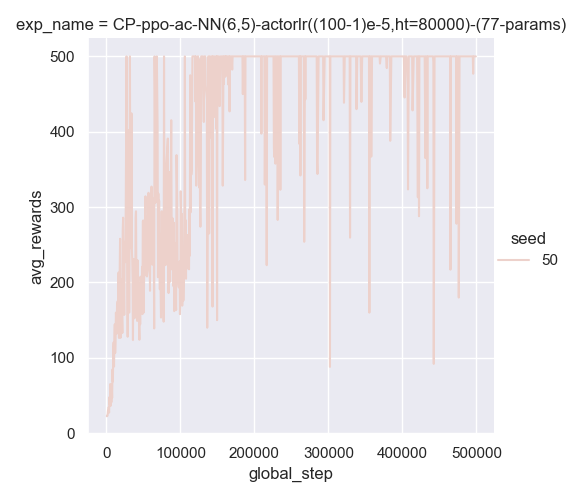 exp_name = CP-ppo-ac-NN(6,5)-actorlr((100-1)e-5,ht=80000)-(77-params)
500
400
300
200
100
0
avg_rewards
0 100000 200000 300000 400000 500000
global_step
seed
50